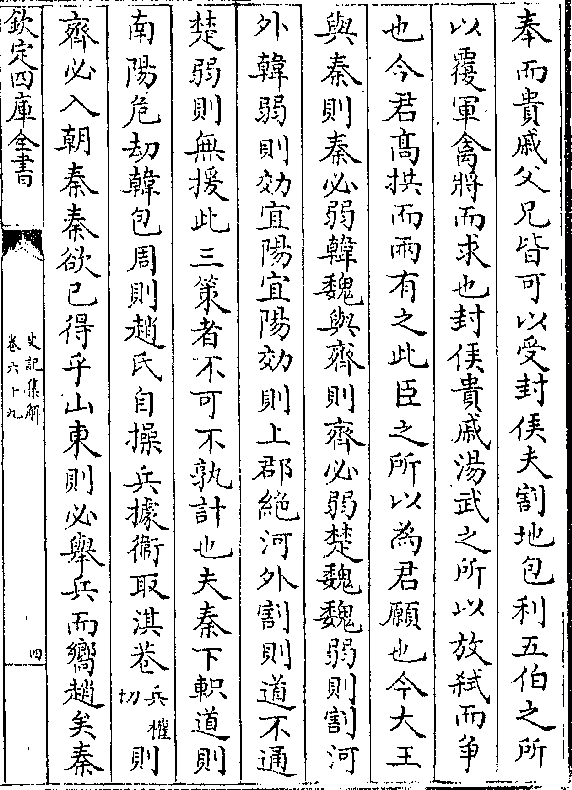 奉而貴戚父兄皆可以受封侯夫割地包利五伯之所
以覆軍禽將而求也封侯貴戚湯武之所以放弑而爭
也今君髙拱而兩有之此臣之所以為君願也今大王
與秦則秦必弱韓魏與齊則齊必弱楚魏魏弱則割河
外韓弱則効宜陽宜陽効則上郡絶河外割則道不通
楚弱則無援此三策者不可不孰計也夫秦下軹道則
南陽危刼韓包周則趙氏自操兵據衞取淇卷兵權切則
齊必入朝秦秦欲已得乎山東則必舉兵而嚮趙矣秦
欽定四庫全書
史記集解
卷六十九
四